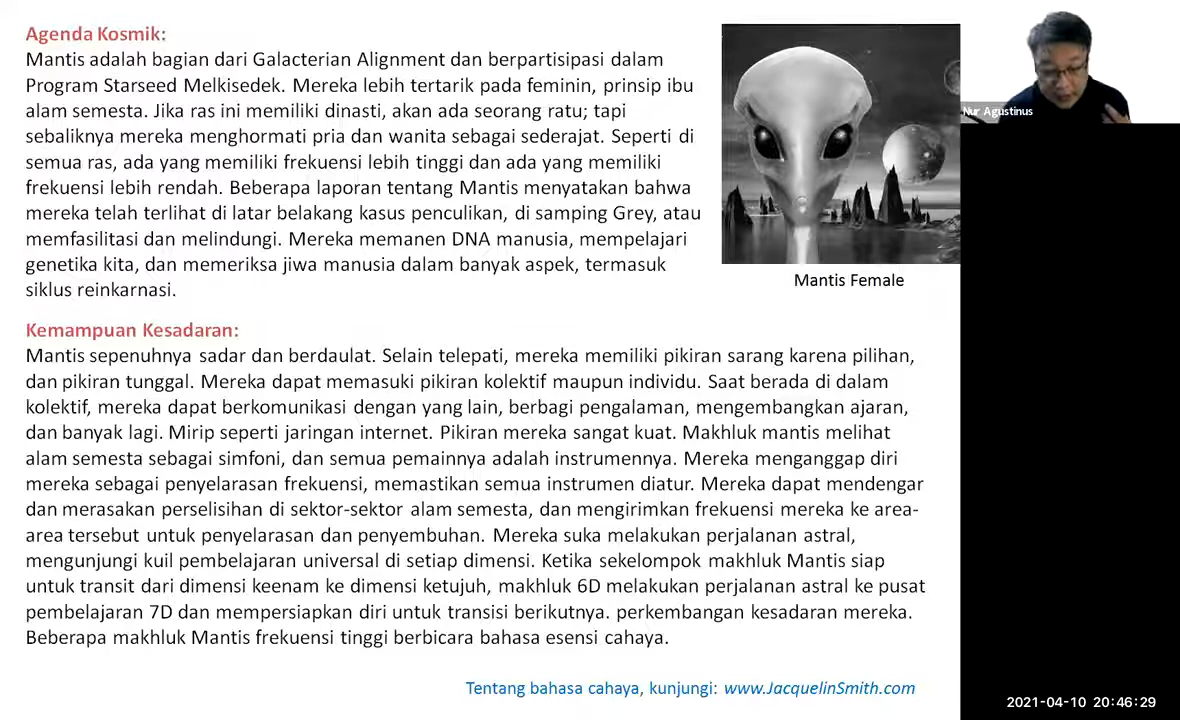 Agenda Kosmik:
Mantis adalah bagian dari Galacterian Alignment dan berpartisipasi dalam
Program Starseed Melkisedek. Mereka lebih tertarik pada feminin, prinsip ibu
alam semesta. Jika ras ini memiliki dinasti, akan ada seorang ratu; tapi
sebaliknya mereka menghormati pria dan wanita sebagai sederajat. Seperti di
semua ras, ada yang memiliki frekuensi lebih tinggi dan ada yang memiliki
frekuensi lebih rendah. Beberapa laporan tentang Mantis menyatakan bahwa
mereka telah terlihat di latar belakang kasus penculikan, di samping Grey, atau
memfasilitasi dan melindungi. Mereka memanen DNA manusia, mempelajari
genetika kita, dan memeriksa jiwa manusia dalam banyak aspek, termasuk
siklus reinkarnasi.
Mantis Female
Nur Agustinus
Kemampuan Kesadaran:
Mantis sepenuhnya sadar dan berdaulat. Selain telepati, mereka memiliki pikiran sarang karena pilihan,
dan pikiran tunggal. Mereka dapat memasuki pikiran kolektif maupun individu. Saat berada di dalam
kolektif, mereka dapat berkomunikasi dengan yang lain, berbagi pengalaman, mengembangkan ajaran,
dan banyak lagi. Mirip seperti jaringan internet. Pikiran mereka sangat kuat. Makhluk mantis melihat
alam semesta sebagai simfoni, dan semua pemainnya adalah instrumennya. Mereka menganggap diri
mereka sebagai penyelarasan frekuensi, memastikan semua instrumen diatur. Mereka dapat mendengar
dan merasakan perselisihan di sektor-sektor alam semesta, dan mengirimkan frekuensi mereka ke area-
area tersebut untuk penyelarasan dan penyembuhan. Mereka suka melakukan perjalanan astral,
mengunjungi kuil pembelajaran universal di setiap dimensi. Ketika sekelompok makhluk Mantis siap
untuk transit dari dimensi keenam ke dimensi ketujuh, makhluk 6D melakukan perjalanan astral ke pusat
pembelajaran 7D dan mempersiapkan diri untuk transisi berikutnya. perkembangan kesadaran mereka.
Beberapa makhluk Mantis frekuensi tinggi berbicara bahasa esensi cahaya.
Tentang bahasa cahaya, kunjungi: www.JacquelinSmith.com
2021-04-10 20:46:29